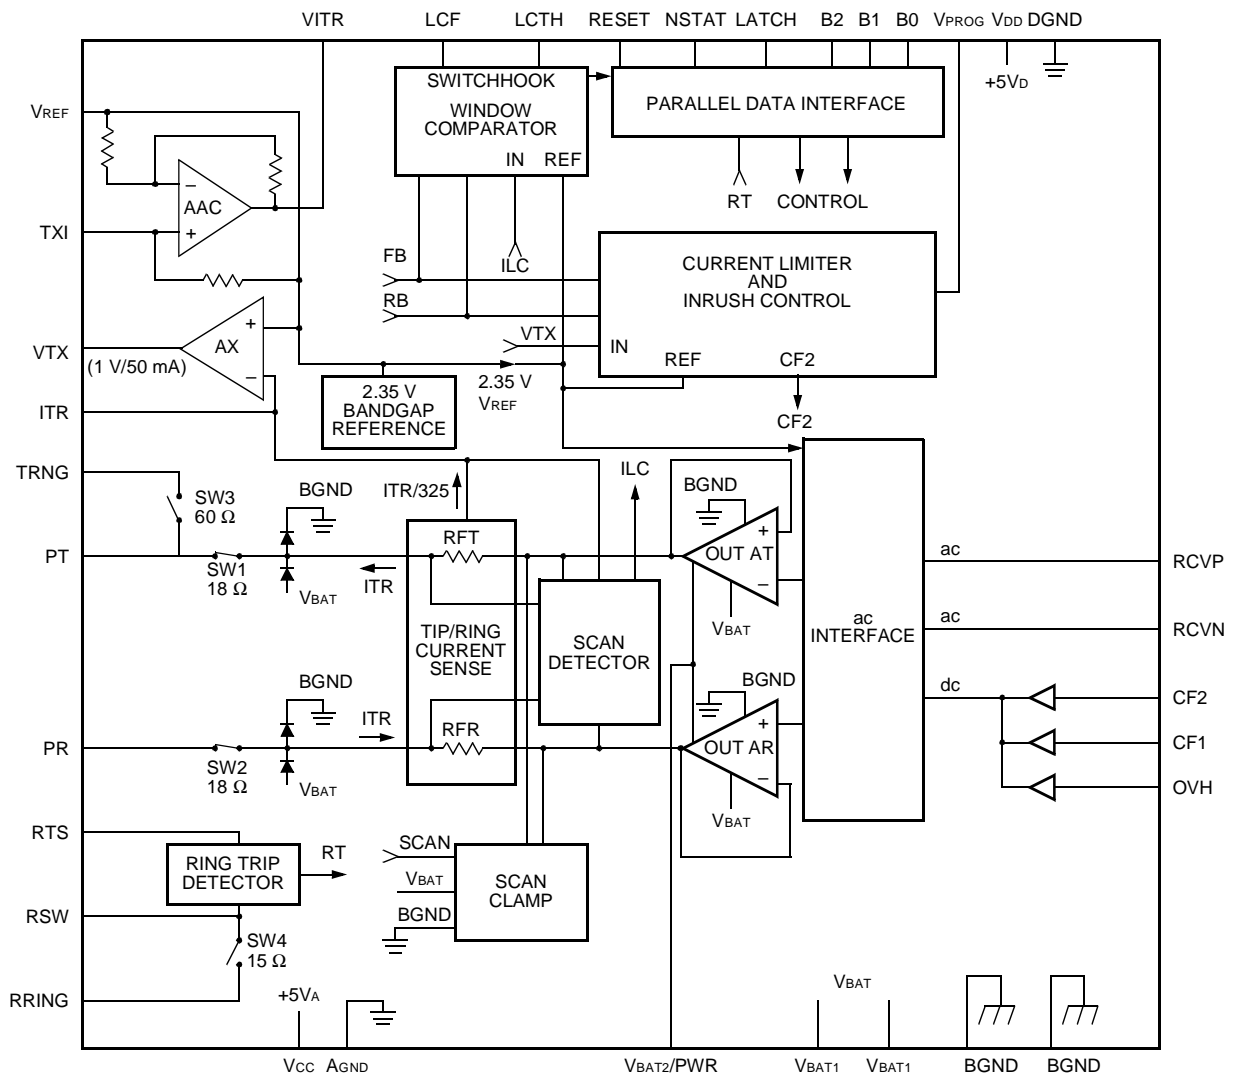 VITR LCF LCTH RESET NSTAT LATCH B2 B1 B0 VPROG VDD DGND
SWITCHHOOK
WINDOW
COMPARATOR
IN REF
PARALLEL DATA INTERFACE
+5VD
VREF
AAC
−
+
RT CONTROL
TXI
FB
ILC
RB
CURRENT LIMITER
AND
INRUSH CONTROL
VTX
IN
REF CF2
CF2
+
AX
−
VTX
(1 V/50 mA)
2.35 V
BANDGAP
REFERENCE
2.35 V
VREF
ITR
TRNG
SW3
60 Ω
BGND
ITR/325
ILC
BGND
PT
SW1
18 Ω
VBAT
ITR
RFT
+
OUT AT
−
VBAT
TIP/RING
CURRENT
SENSE
SCAN
DETECTOR
ac
INTERFACE
ac
RCVP
ac
RCVN
dc
CF2
CF1
OVH
BGND
ITR
RFR
BGND
+
OUT AR
−
VBAT
PR
SW2
18 Ω
VBAT
RTS
RING TRIP
DETECTOR
RT
SCAN
VBAT
BGND
SCAN
CLAMP
RSW
SW4
15 Ω
RRING
+5VA
VBAT
VCC AGND VBAT2/PWR VBAT1 VBAT1 BGND BGND